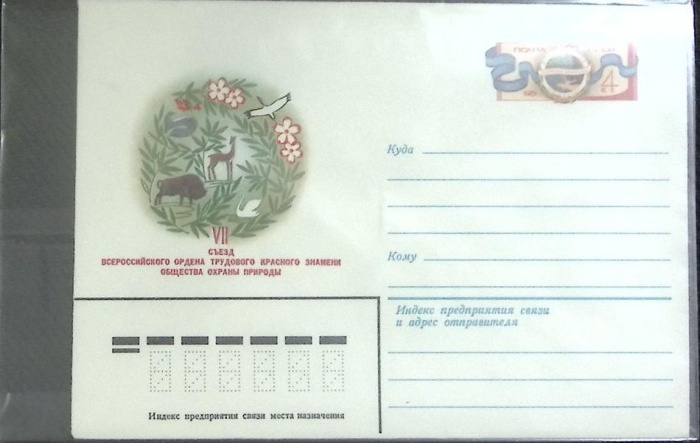 4
К
VII
СЪЕЗД
ВСЕРОССИЙСКОГО ОРДЕНА ТРУДОВОГО КРАСНОГО ЗНАМЕНИ
ОБЩЕСТВА ОХРАНЫ ПРИРОДЫ
Куда
Кому
Индекс предприятия связи
и адрес отправителя
Индекс предприятия связи места назначения